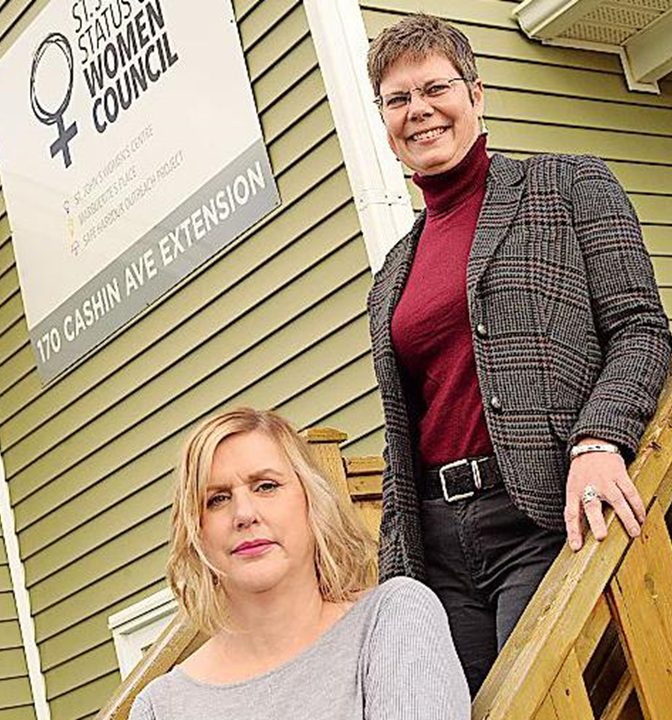 STATUS
WOMEN
COUNCIL
ST. JOHN'S WOMEN'S CENTRE
MARGUERITE'S PLACE
SAFE HARBOUR OUTREACH PROJECT
170 CASHIN AVE EXTENSION